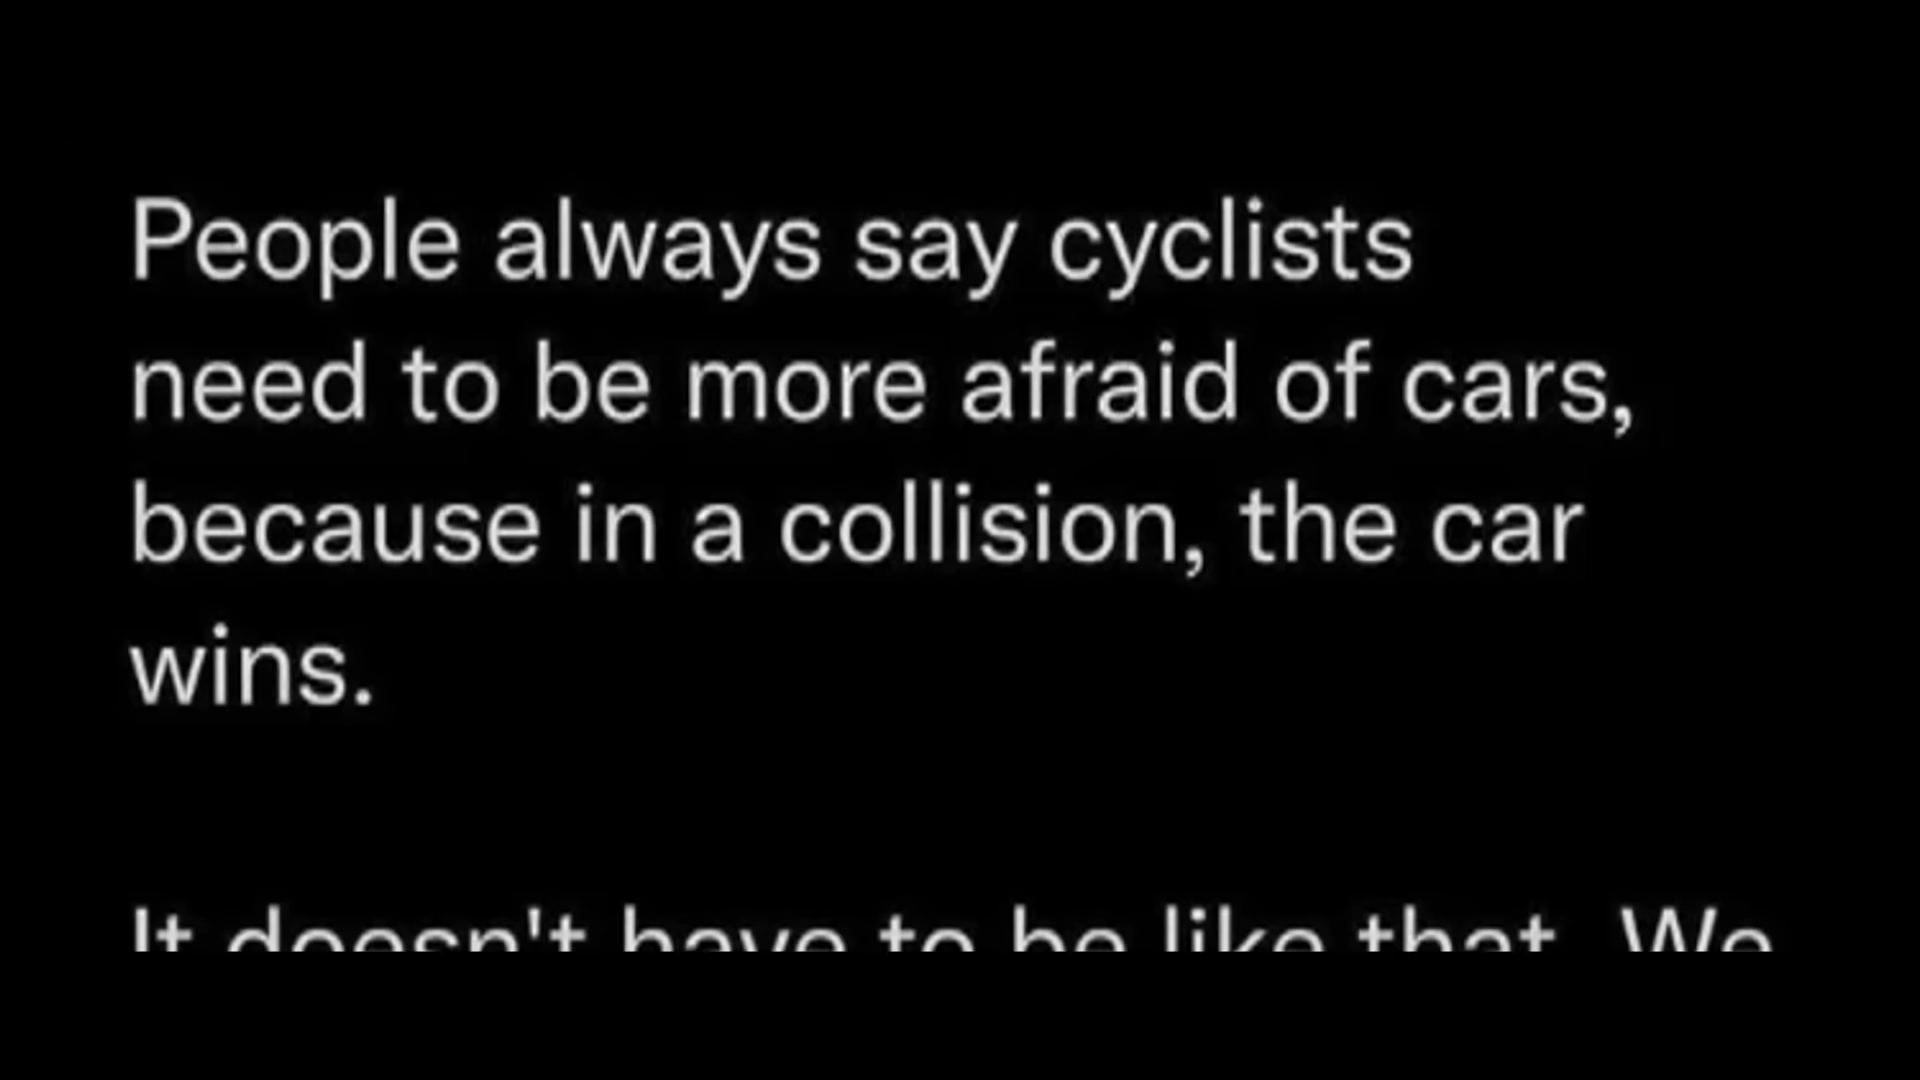 People always say cyclists
need to be more afraid of cars,
because in a collision, the car
wins.
It doesn't have to be like that. We